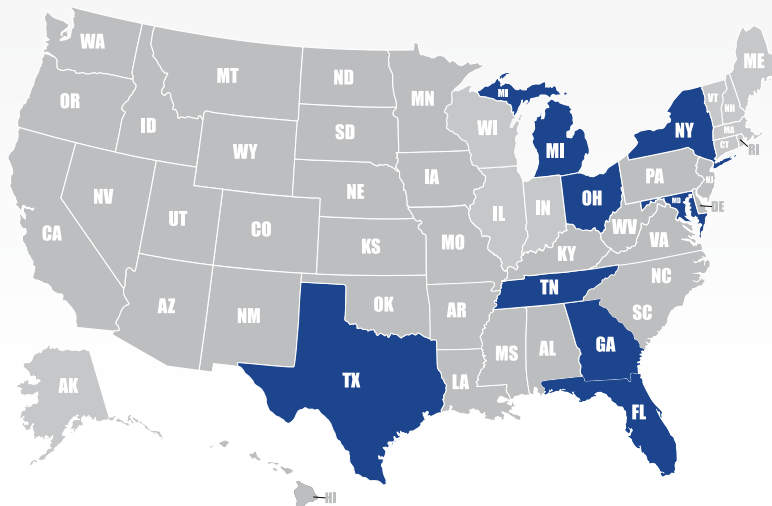 WA
MT
ND
MN
ME
OR
ID
SD
WI
MI
VT
NH
NY
MA
CT
RI
WY
MI
NV
NE
IA
PA
NJ
UT
CO
IL
IN
OH
MD
DE
CA
KS
MO
WV
VA
KY
AZ
NM
OK
TN
NC
AR
SC
MS
AL
GA
TX
LA
AK
FL
HI